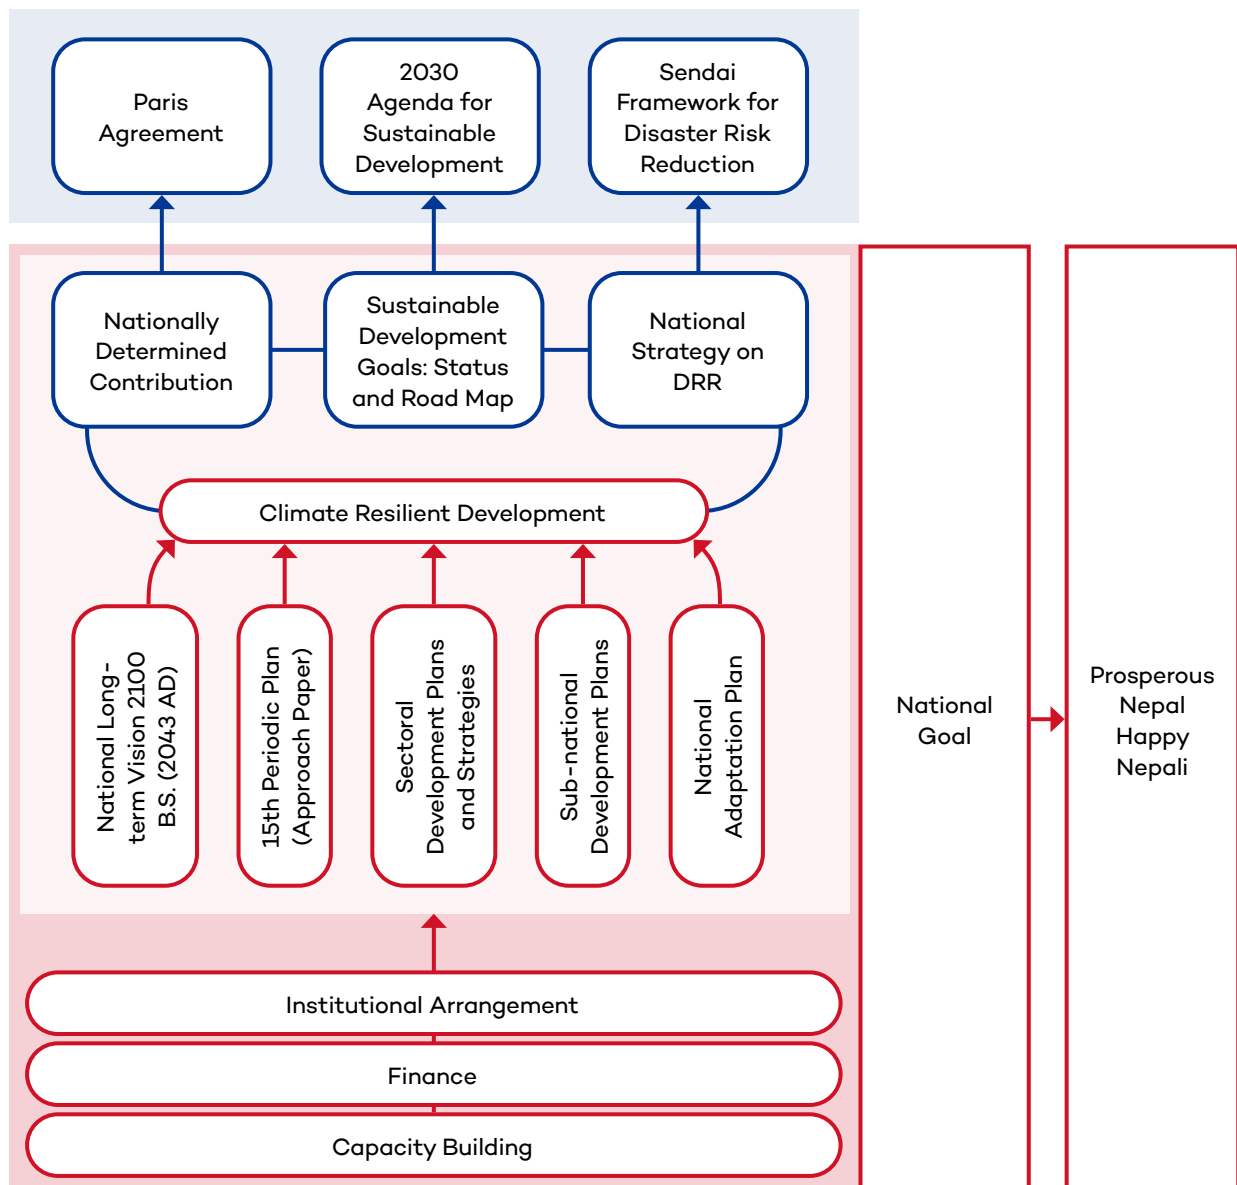 Paris
Agreement
2030
Agenda for
Sustainable
Development
Sendai
Framework for
Disaster Risk
Reduction
Nationally
Determined
Contribution
Sustainable
Development
Goals: Status
and Road Map
National
Strategy on
DRR
Climate Resilient Development
National Long-
term Vision 2100
B.S. (2043 AD)
15th Periodic Plan
(Approach Paper)
Sectoral
Development Plans
and Strategies
Sub-national
Development Plans
National
Adaptation Plan
Institutional Arrangement
Finance
Capacity Building
National
Goal
Prosperous
Nepal
Happy
Nepali